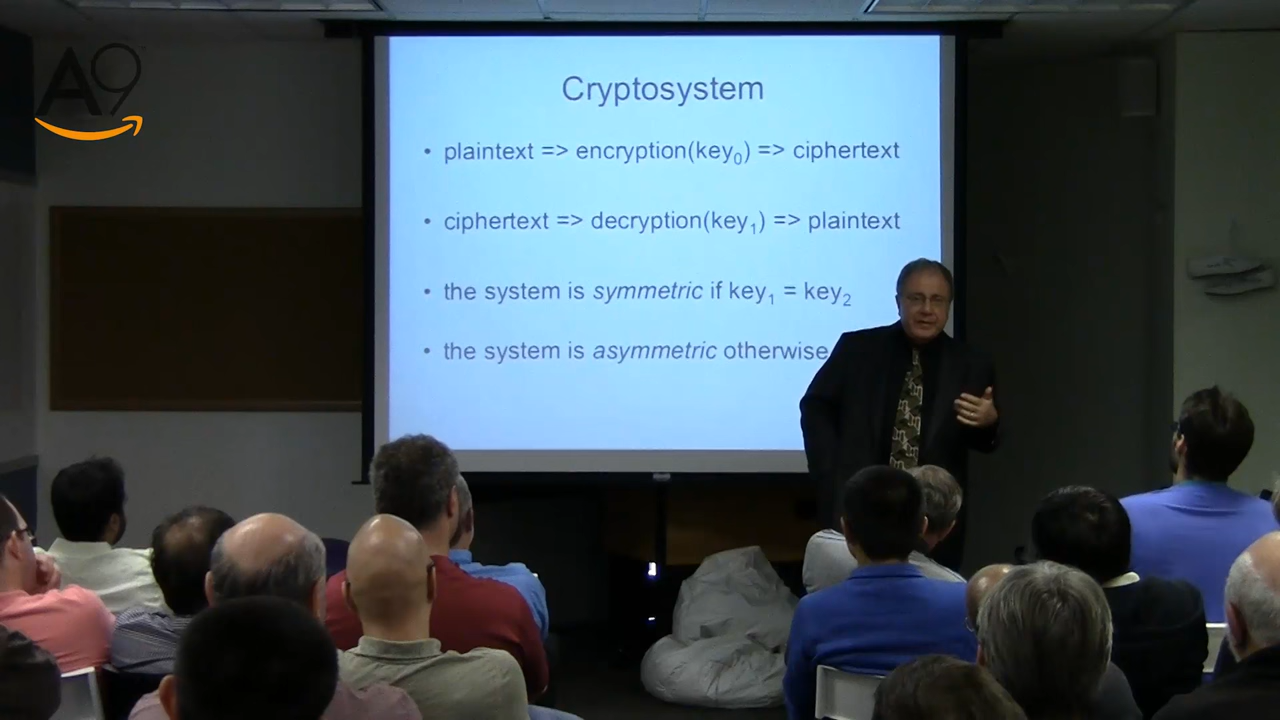 A9
Cryptosystem
• plaintext => encryption(key₀) => ciphertext
• ciphertext => decryption(key₁) => plaintext
• the system is symmetric if key₁ = key₂
• the system is asymmetric otherwise